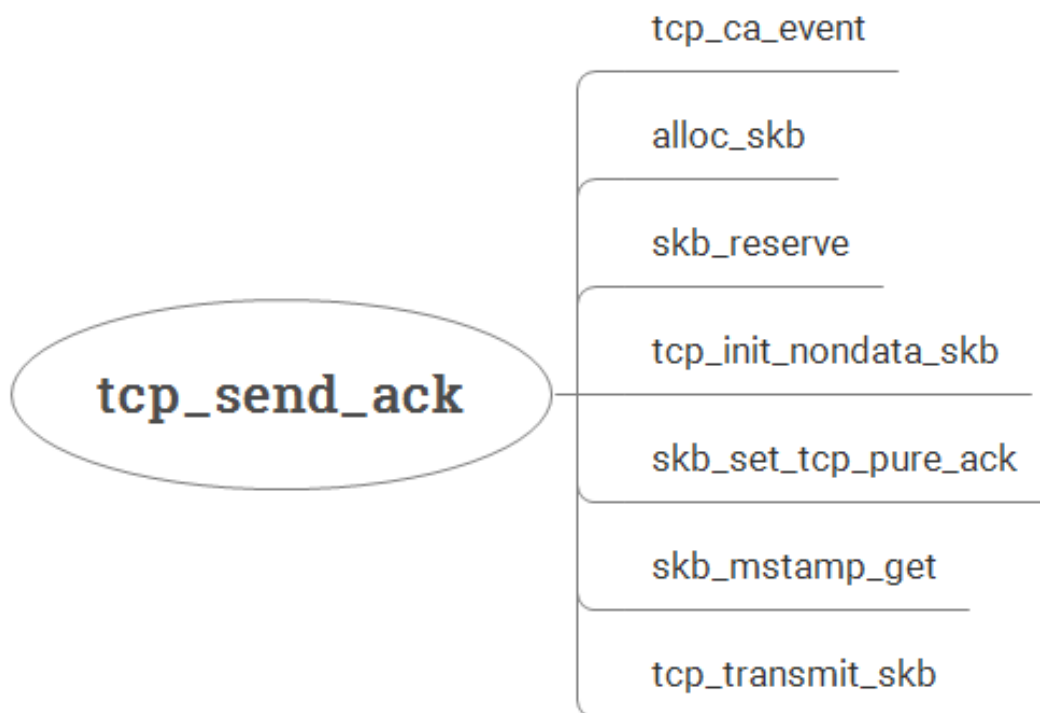 tcp_ca_event
alloc_skb
skb_reserve
tcp_init_nondata_skb
tcp_send_ack
skb_set_tcp_pure_ack
skb_mstamp_get
tcp_transmit_skb